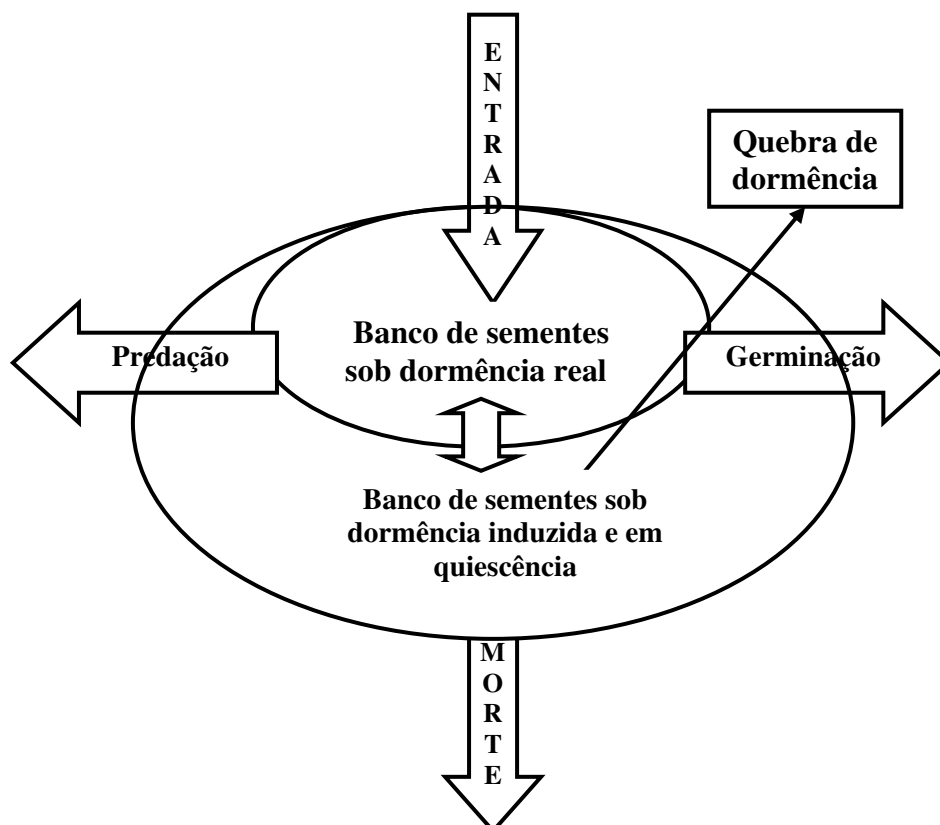 ENTRADA
Quebra de
dormência
Banco de sementes
sob dormência real
Predação
Germinação
Banco de sementes sob
dormência induzida e em
quiescência
MORTE